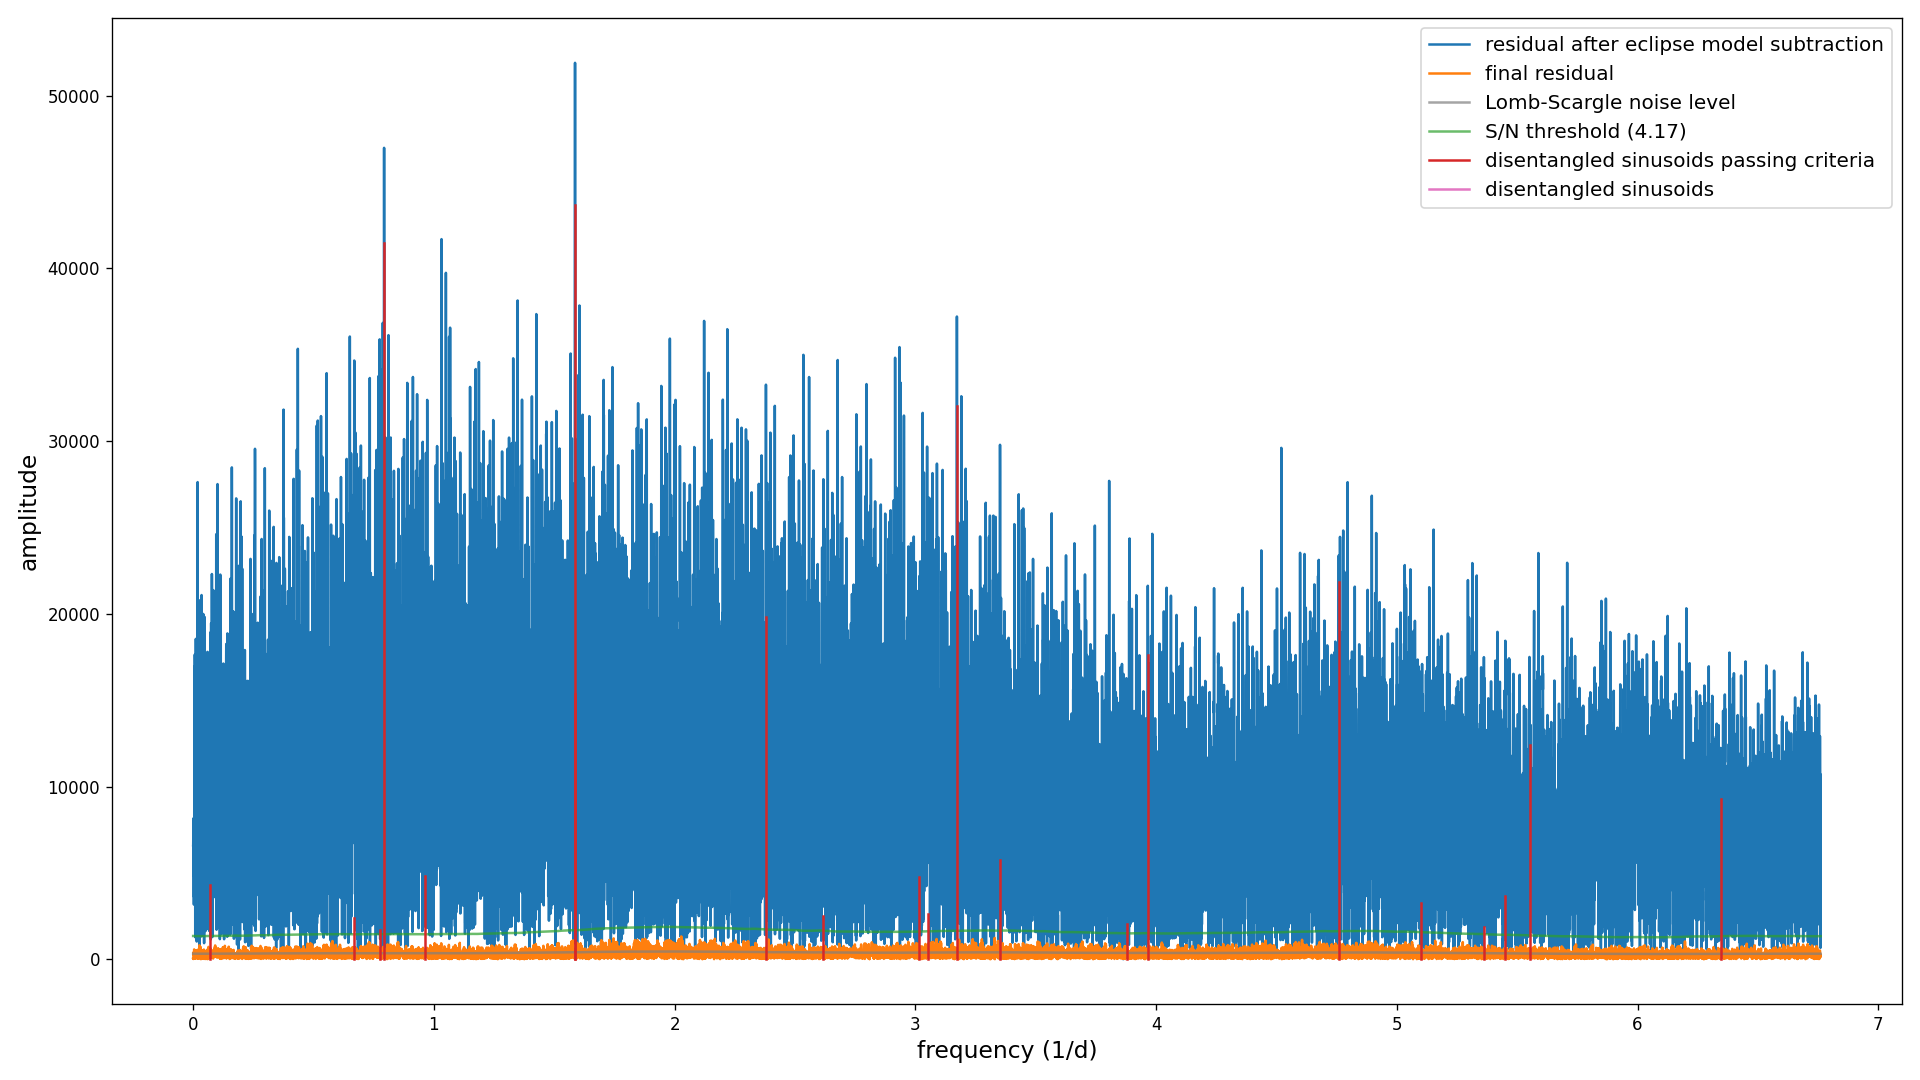 residual after eclipse model subtraction
final residual
Lomb-Scargle noise level
S/N threshold (4.17)
disentangled sinusoids passing criteria
disentangled sinusoids
50000
40000
30000
20000
10000
0
amplitude
0 1 2 3 4 5 6 7
frequency (1/d)